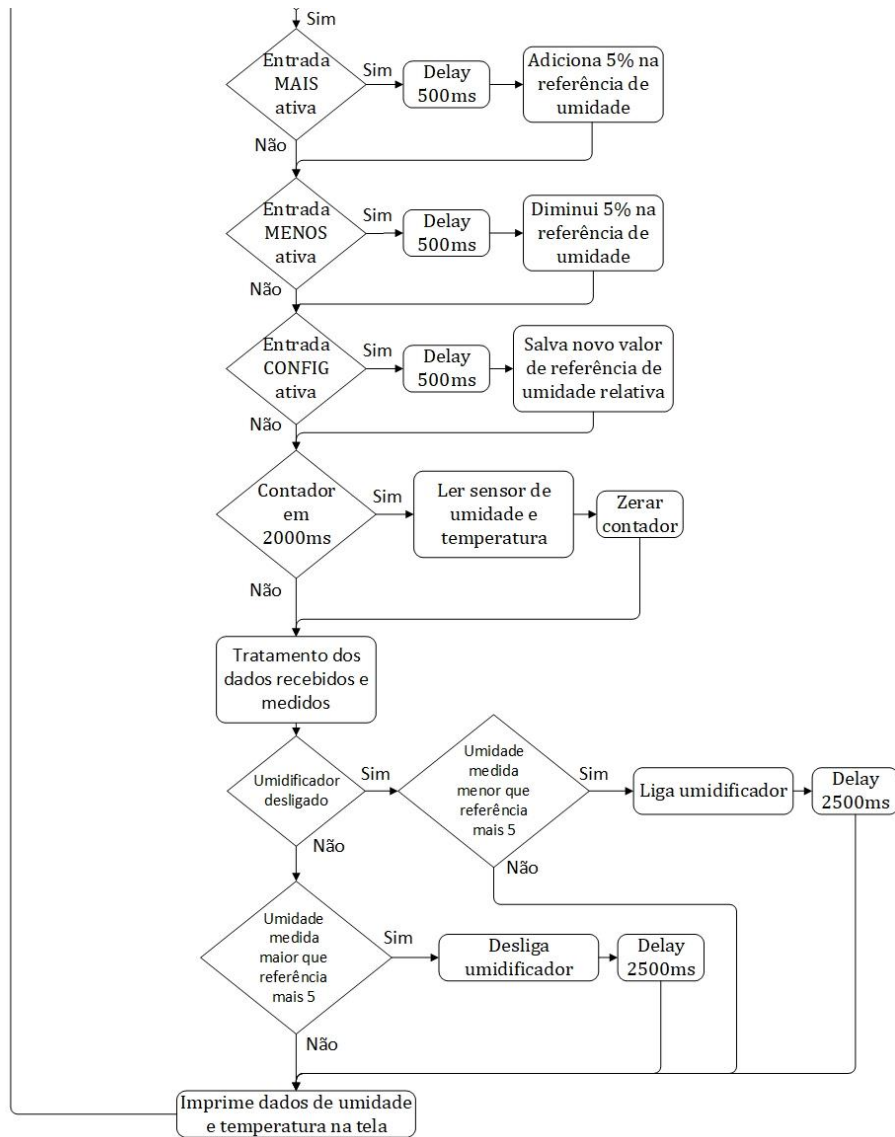 Sim
Entrada
MAIS
ativa
Sim
Delay
500ms
Adiciona 5% na
referência de
umidade
Não
Entrada
MENOS
ativa
Sim
Delay
500ms
Diminui 5% na
referência de
umidade
Não
Entrada
CONFIG
ativa
Sim
Delay
500ms
Salva novo valor
de referência de
umidade relativa
Não
Contador
em
2000ms
Sim
Ler sensor de
umidade e
temperatura
Zerar
contador
Não
Tratamento dos
dados recebidos e
medidos
Umidificador
desligado
Sim
Umidade
medida
menor que
referência
mais 5
Sim
Liga umidificador
Delay
2500ms
Não
Não
Umidade
medida
maior que
referência
mais 5
Sim
Desliga
umidificador
Delay
2500ms
Não
Imprime dados de umidade
e temperatura na tela